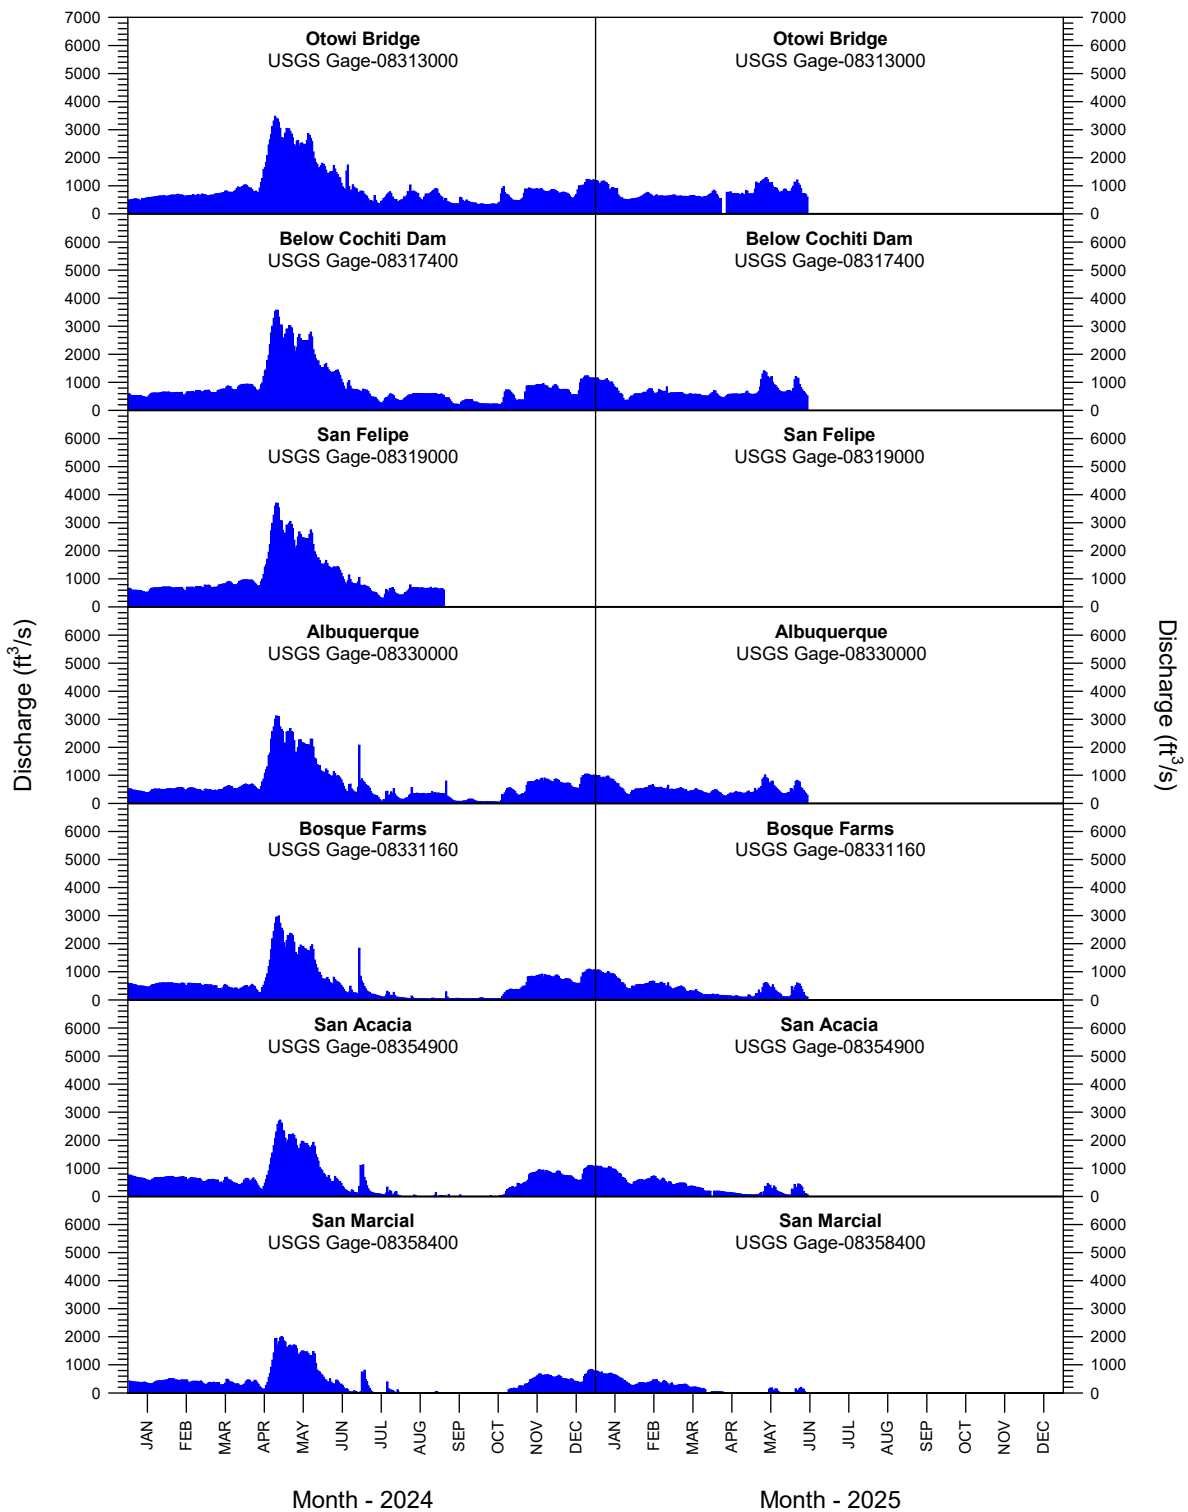 7000
6000
5000
4000
3000
2000
1000
0
Otowi Bridge
USGS Gage-08313000
Otowi Bridge
USGS Gage-08313000
7000
6000
5000
4000
3000
2000
1000
0
6000
5000
4000
3000
2000
1000
0
Below Cochiti Dam
USGS Gage-08317400
Below Cochiti Dam
USGS Gage-08317400
6000
5000
4000
3000
2000
1000
0
6000
5000
4000
3000
2000
1000
0
San Felipe
USGS Gage-08319000
San Felipe
USGS Gage-08319000
6000
5000
4000
3000
2000
1000
0
Discharge (ft³/s)
6000
5000
4000
3000
2000
1000
0
Albuquerque
USGS Gage-08330000
Albuquerque
USGS Gage-08330000
6000
5000
4000
3000
2000
1000
0
Discharge (ft³/s)
6000
5000
4000
3000
2000
1000
0
Bosque Farms
USGS Gage-08331160
Bosque Farms
USGS Gage-08331160
6000
5000
4000
3000
2000
1000
0
6000
5000
4000
3000
2000
1000
0
San Acacia
USGS Gage-08354900
San Acacia
USGS Gage-08354900
6000
5000
4000
3000
2000
1000
0
6000
5000
4000
3000
2000
1000
0
San Marcial
USGS Gage-08358400
San Marcial
USGS Gage-08358400
6000
5000
4000
3000
2000
1000
0
JAN
FEB
MAR
APR
MAY
JUN
JUL
AUG
SEP
OCT
NOV
DEC
JAN
FEB
MAR
APR
MAY
JUN
JUL
AUG
SEP
OCT
NOV
DEC
Month - 2024
Month - 2025